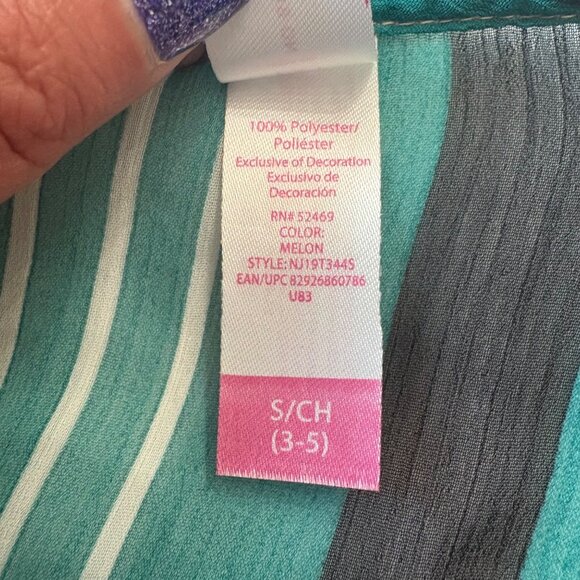 100% Polyester/
Poliéster
Exclusive of Decoration
Exclusivo de
Decoración
RN# 52469
COLOR:
MELON
STYLE: NJ19T344S
EAN/UPC 82926860786
U83
S/CH
(3-5)